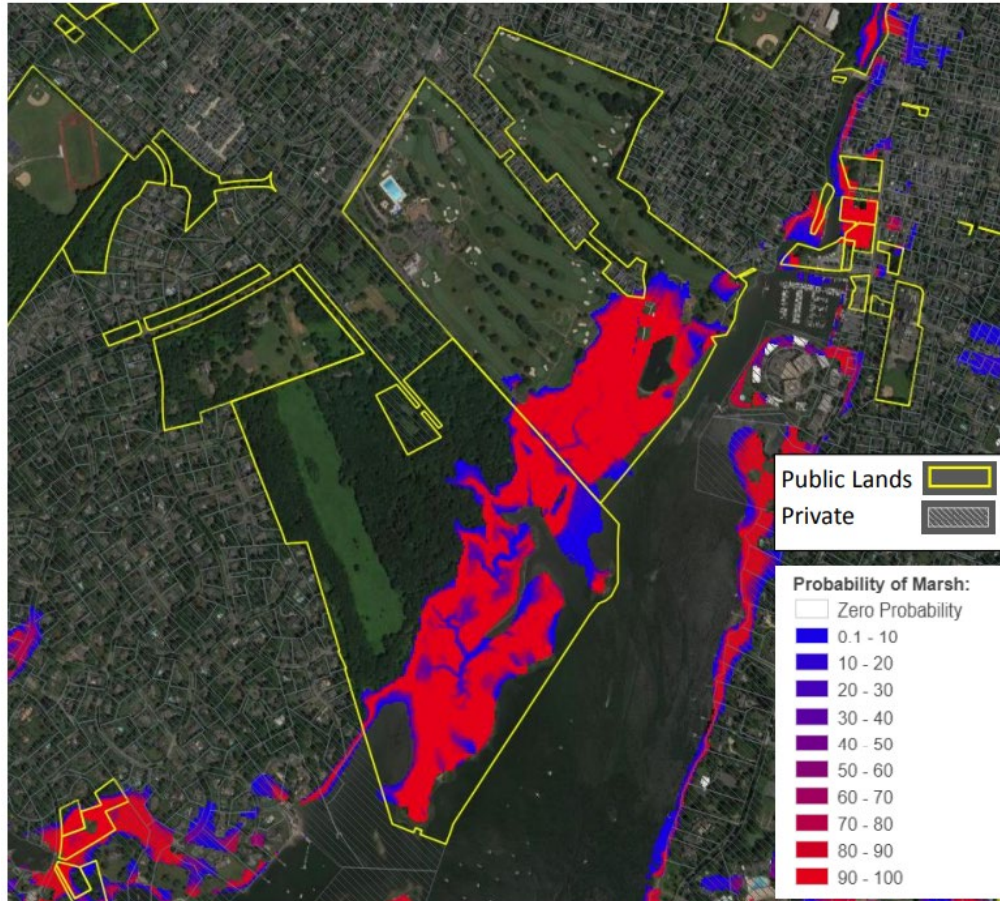 Public Lands
Private
Probability of Marsh:
Zero Probability
0.1 - 10
10 - 20
20 - 30
30 - 40
40 - 50
50 - 60
60 - 70
70 - 80
80 - 90
90 - 100